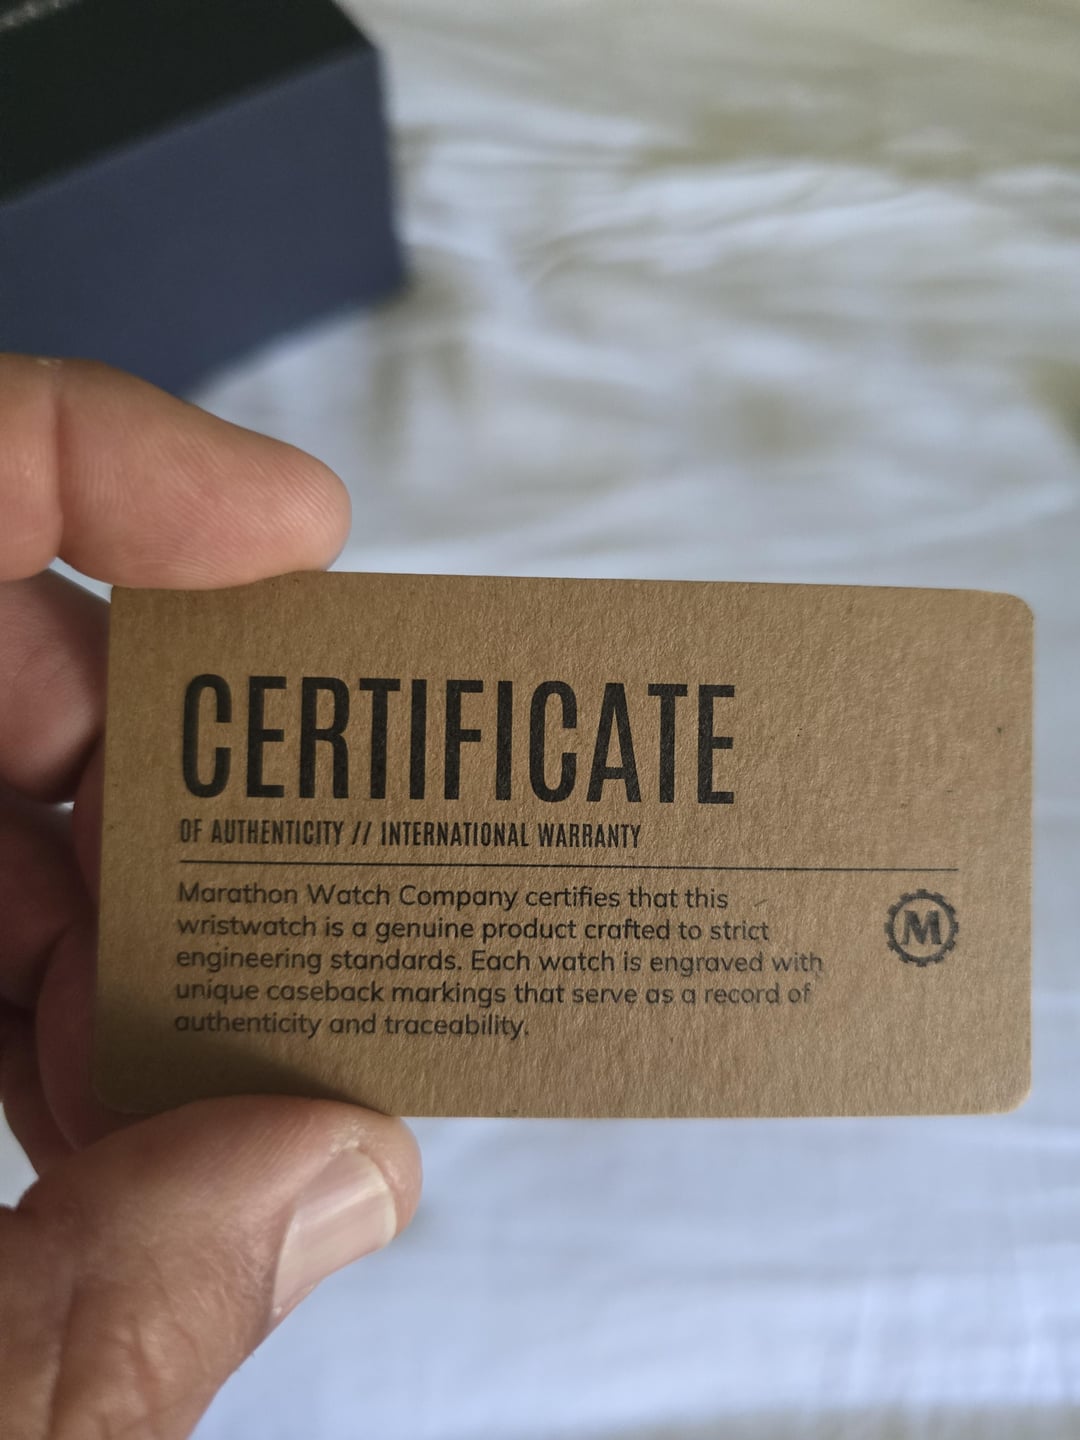 CERTIFICATE
OF AUTHENTICITY // INTERNATIONAL WARRANTY
Marathon Watch Company certifies that this
wristwatch is a genuine product crafted to strict
engineering standards. Each watch is engraved with
unique caseback markings that serve as a record of
authenticity and traceability.
M